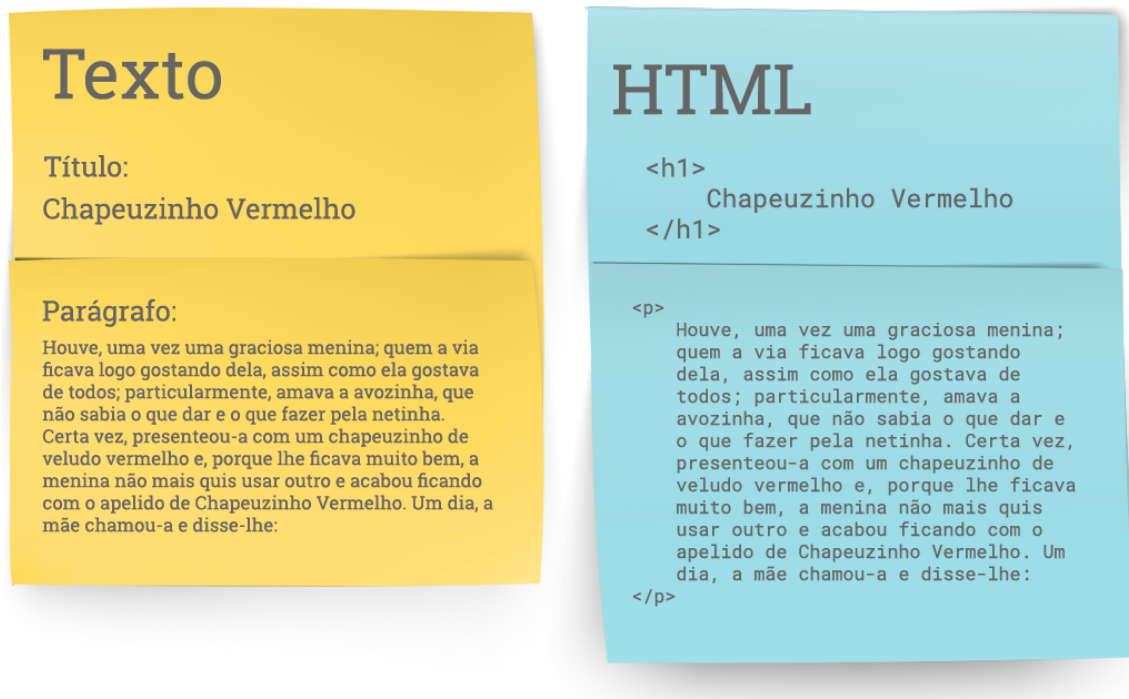 Texto
Título:
Chapeuzinho Vermelho
Parágrafo:
Houve, uma vez uma graciosa menina; quem a via
ficava logo gostando dela, assim como ela gostava
de todos; particularmente, amava a avozinha, que
não sabia o que dar e o que fazer pela netinha.
Certa vez, presenteou-a com um chapeuzinho de
veludo vermelho e, porque lhe ficava muito bem, a
menina não mais quis usar outro e acabou ficando
com o apelido de Chapeuzinho Vermelho. Um dia, a
mãe chamou-a e disse-lhe:
HTML
<h1>
Chapeuzinho Vermelho
</h1>
<p>
Houve, uma vez uma graciosa menina;
quem a via ficava logo gostando
dela, assim como ela gostava de
todos; particularmente, amava a
avozinha, que não sabia o que dar e
o que fazer pela netinha. Certa vez,
presenteou-a com um chapeuzinho de
veludo vermelho e, porque lhe ficava
muito bem, a menina não mais quis
usar outro e acabou ficando com o
apelido de Chapeuzinho Vermelho. Um
dia, a mãe chamou-a e disse-lhe:
</p>